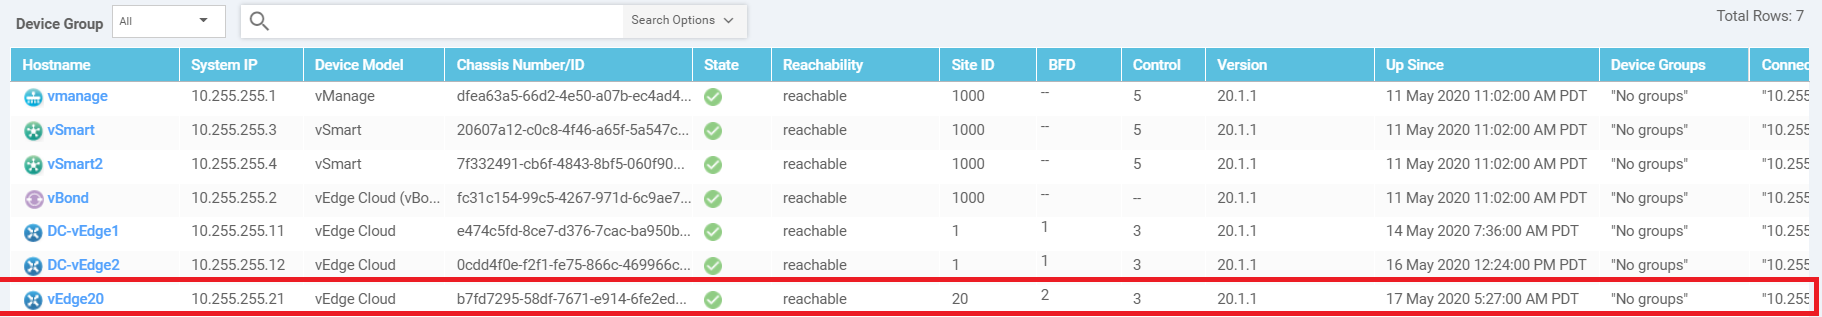 Device Group All Search Options Total Rows: 7
Hostname System IP Device Model Chassis Number/ID State Reachability Site ID BFD Control Version Up Since Device Groups Connec
vmanage 10.255.255.1 vManage dfea63a5-66d2-4e50-a07b-ec4ad4... reachable 1000 -- 5 20.1.1 11 May 2020 11:02:00 AM PDT "No groups" "10.255
vSmart 10.255.255.3 vSmart 20607a12-c0c8-4f46-a65f-5a547c... reachable 1000 -- 5 20.1.1 11 May 2020 11:02:00 AM PDT "No groups" "10.255
vSmart2 10.255.255.4 vSmart 7f332491-cb6f-4843-8bf5-060f90... reachable 1000 -- 5 20.1.1 11 May 2020 11:02:00 AM PDT "No groups" "10.255
vBond 10.255.255.2 vEdge Cloud (vBo... fc31c154-99c5-4267-971d-6c9ae7... reachable 1000 -- -- 20.1.1 11 May 2020 11:02:00 AM PDT "No groups" "10.255
DC-vEdge1 10.255.255.11 vEdge Cloud e474c5fd-8ce7-d376-7cac-ba950b... reachable 1 1 3 20.1.1 14 May 2020 7:36:00 AM PDT "No groups" "10.255
DC-vEdge2 10.255.255.12 vEdge Cloud 0cdd4f0e-f2f1-fe75-866c-469966c... reachable 1 1 3 20.1.1 16 May 2020 12:24:00 PM PDT "No groups" "10.255
vEdge20 10.255.255.21 vEdge Cloud b7fd7295-58df-7671-e914-6fe2ed... reachable 20 2 3 20.1.1 17 May 2020 5:27:00 AM PDT "No groups" "10.255